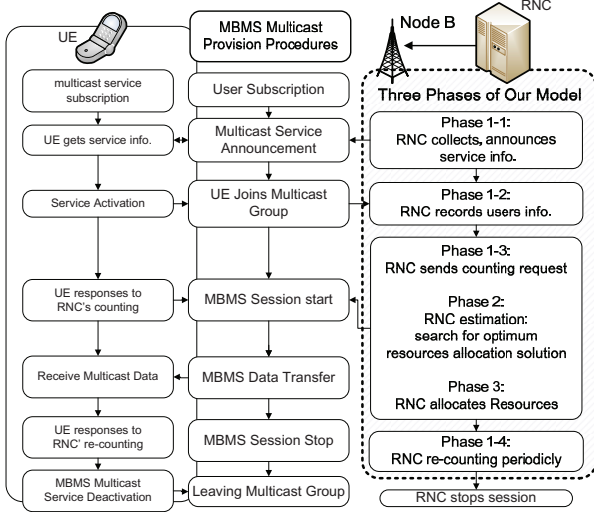 UE
multicast service
subscription
UE gets service info.
Service Activation
UE responses to
RNC's counting
Receive Multicast Data
UE responses to
RNC' re-counting
MBMS Multicast
Service Deactivation
MBMS Multicast
Provision Procedures
User Subscription
Multicast Service
Announcement
UE Joins Multicast
Group
MBMS Session start
MBMS Data Transfer
MBMS Session Stop
Leaving Multicast Group
Node B
RNC
Three Phases of Our Model
Phase 1-1:
RNC collects, announces
service info.
Phase 1-2:
RNC records users info.
Phase 1-3:
RNC sends counting request
Phase 2:
RNC estimation:
search for optimum
resources allocation solution
Phase 3:
RNC allocates Resources
Phase 1-4:
RNC re-counting periodicly
RNC stops session